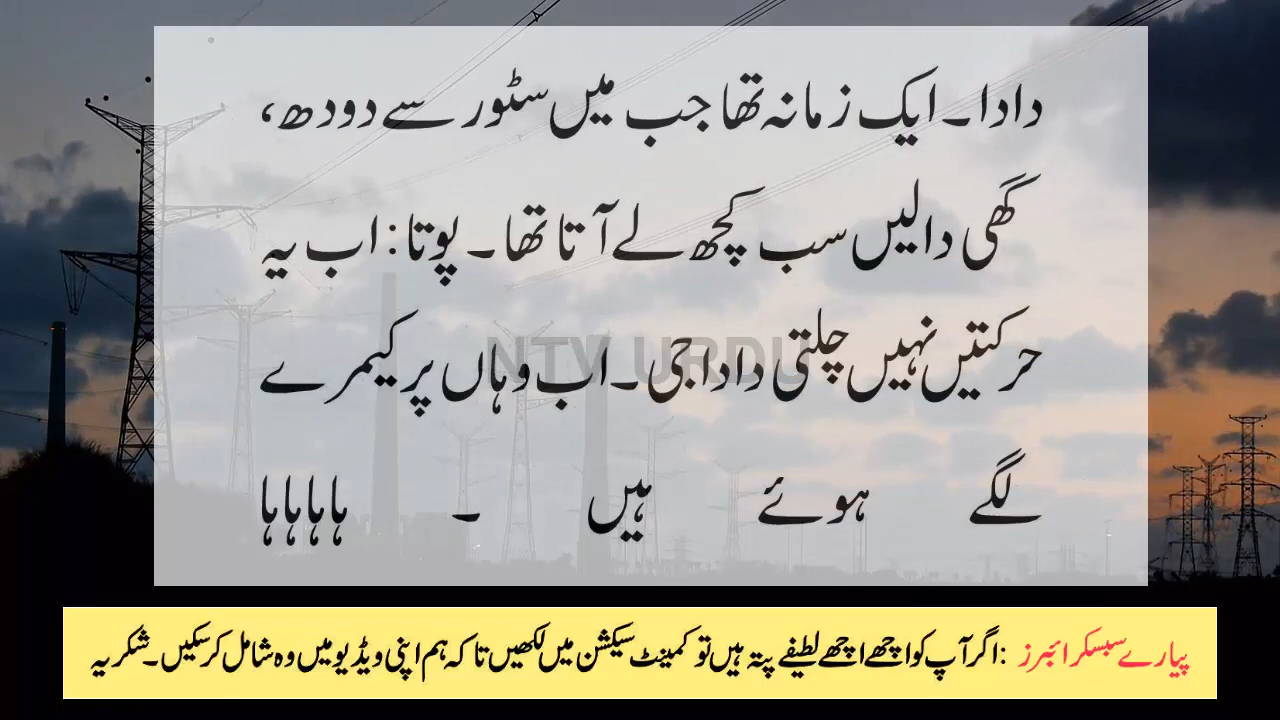 دادا۔ ایک زمانہ تھا جب میں سٹور سے دودھ،
گھی دالیں سب کچھ لے آتا تھا۔ پوتا: اب یہ
حرکتیں نہیں چلتی دادا جی۔ اب وہاں پر کیمرے
لگے ہوئے ہیں ۔ ہاہاہاہا
NTV URDU
پیارے سبسکرائبرز :اگر آپ کو اچھے اچھے لطیفے پتہ ہیں تو کمینٹ سیکشن میں لکھیں تا کہ ہم اپنی ویڈیو میں وہ شامل کر سکیں۔ شکریہ